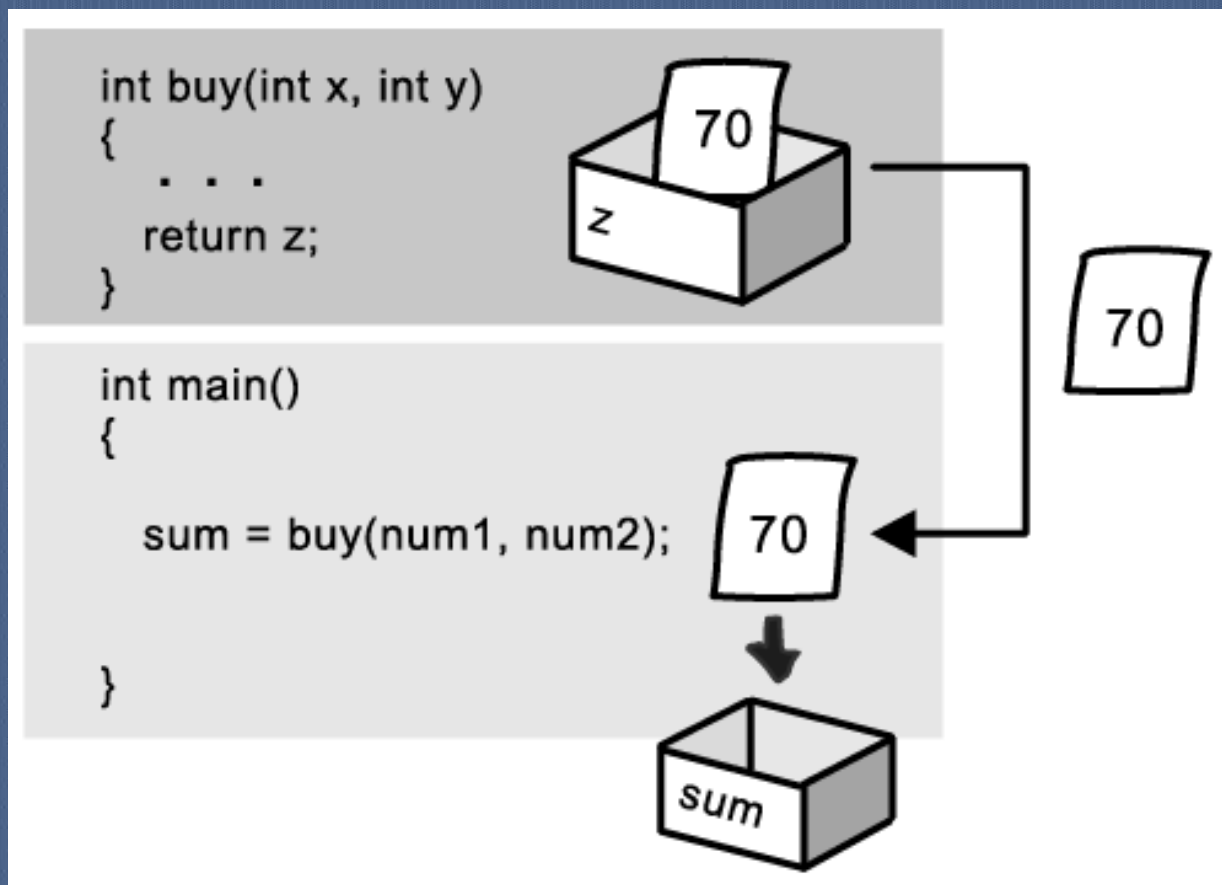 int buy(int x, int y)
{
. . .
return z;
}
70
z
70
int main()
{
sum = buy(num1, num2);
70
}
sum